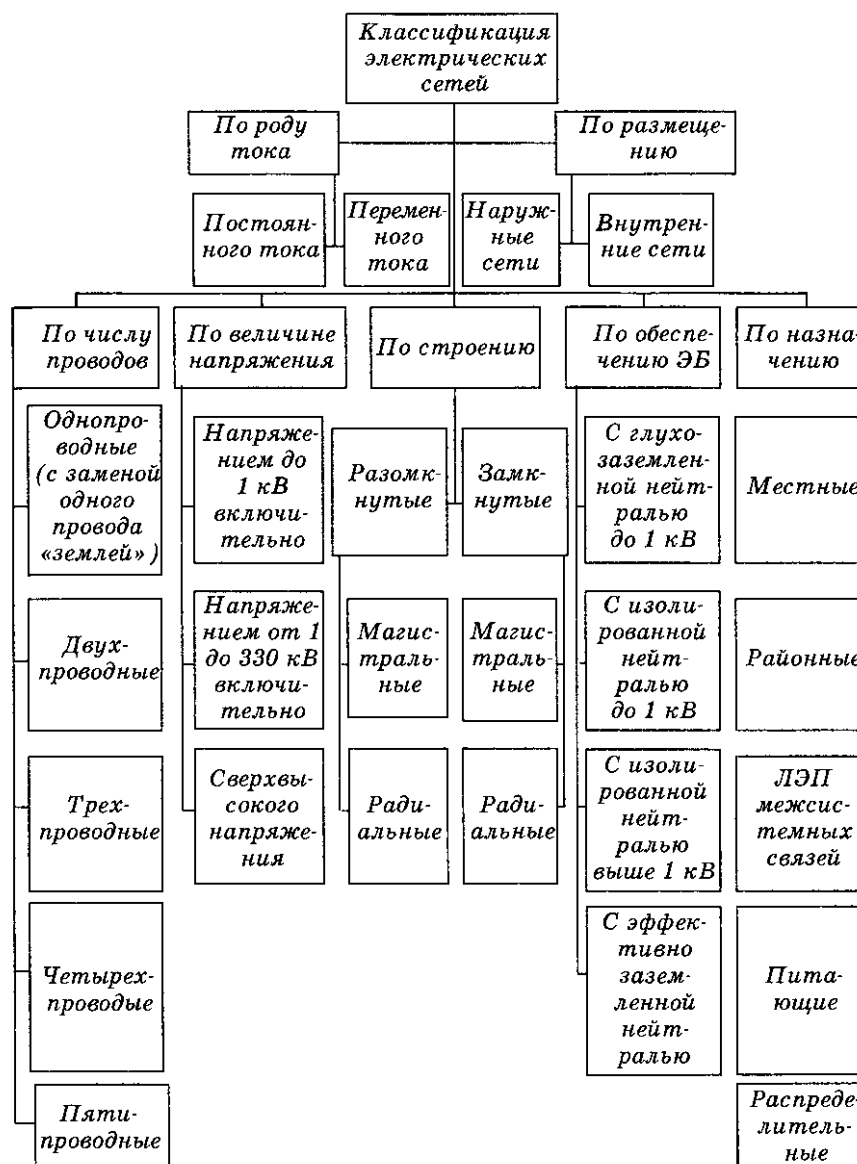 Классификация
электрических
сетей
По роду
тока
По размеще-
нию
Постоян-
ного тока
Перемен-
ного
тока
Наруж-
ные
сети
Внутрен-
ние сети
По числу
проводов
По величине
напряжения
По строению
По обеспе-
чению ЭБ
По назна-
чению
Однопро-
водные
(с заменой
одного
провода
«землей»)
Напряже-
нием до
1 кВ
включи-
тельно
Разомк-
нутые
Замк-
нутые
С глухо-
заземлен-
ной нейт-
ралью
до 1 кВ
Местные
Двух-
проводные
Напряже-
нием от 1
до 330 кВ
включи-
тельно
Магис-
траль-
ные
Магис-
траль-
ные
С изоли-
рованной
нейт-
ралью
до 1 кВ
Районные
Трех-
проводные
Сверхвы-
сокого
напряже-
ния
Ради-
альные
Ради-
альные
С изоли-
рованной
нейт-
ралью
выше 1 кВ
ЛЭП
межсис-
темных
связей
Четырех-
проводые
С эффек-
тивно
зазем-
ленной
нейт-
ралью
Пита-
ющие
Пяти-
проводные
Распреде-
литель-
ные